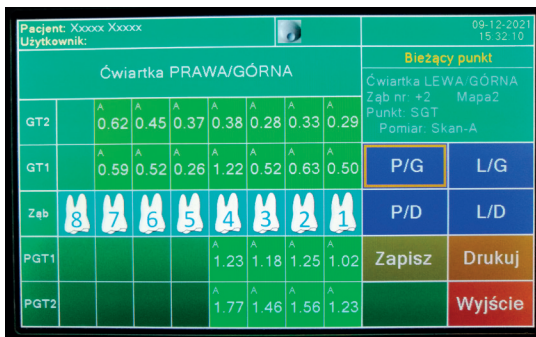 Pacjent: Xxxxx Xxxx
Użytkownik:
09-12-2021
15:32:10
Ćwiartka PRAWA/GÓRNA
Bieżący punkt
Ćwiartka LEWA/GÓRNA
Ząb nr: +2 Mapa2
Punkt: SGT
Pomiar: Skan-A
A A A A A A A
GT2 0.62 0.45 0.37 0.38 0.28 0.33 0.29
A A A A A A A
GT1 0.59 0.52 0.26 1.22 0.52 0.63 0.50
Ząb 8 7 6 5 4 3 2 1
A A A A
PGT1 1.23 1.18 1.25 1.02
A A A A
PGT2 1.77 1.46 1.56 1.23
P/G L/G
P/D L/D
Zapisz Drukuj
Wyjście